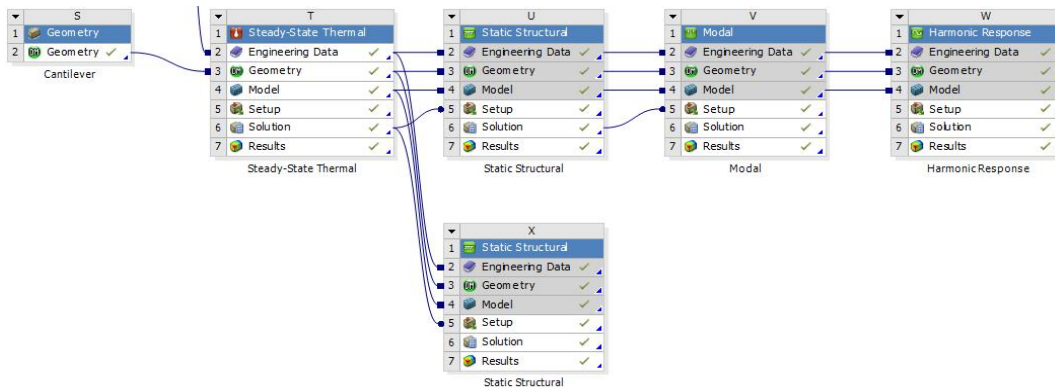 S
1 Geometry
2 Geometry
Cantilever
T
1 Steady-State Thermal
2 Engineering Data
3 Geometry
4 Model
5 Setup
6 Solution
7 Results
Steady-State Thermal
U
1 Static Structural
2 Engineering Data
3 Geometry
4 Model
5 Setup
6 Solution
7 Results
Static Structural
V
1 Modal
2 Engineering Data
3 Geometry
4 Model
5 Setup
6 Solution
7 Results
Modal
W
1 Harmonic Response
2 Engineering Data
3 Geometry
4 Model
5 Setup
6 Solution
7 Results
Harmonic Response
X
1 Static Structural
2 Engineering Data
3 Geometry
4 Model
5 Setup
6 Solution
7 Results
Static Structural